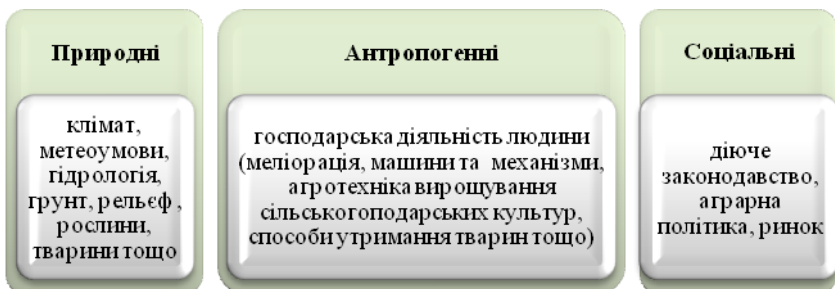 Природні
клімат,
метеоумови,
гідрологія,
грунт, рельєф ,
рослини,
тварини тощо
Антропогенні
господарська діяльність людини
(меліорація, машини та механізми,
агротехніка вирощування
сільськогоподарських культур,
способи утримання тварин тощо)
Соціальні
діюче
законодавство,
аграрна
політика, ринок